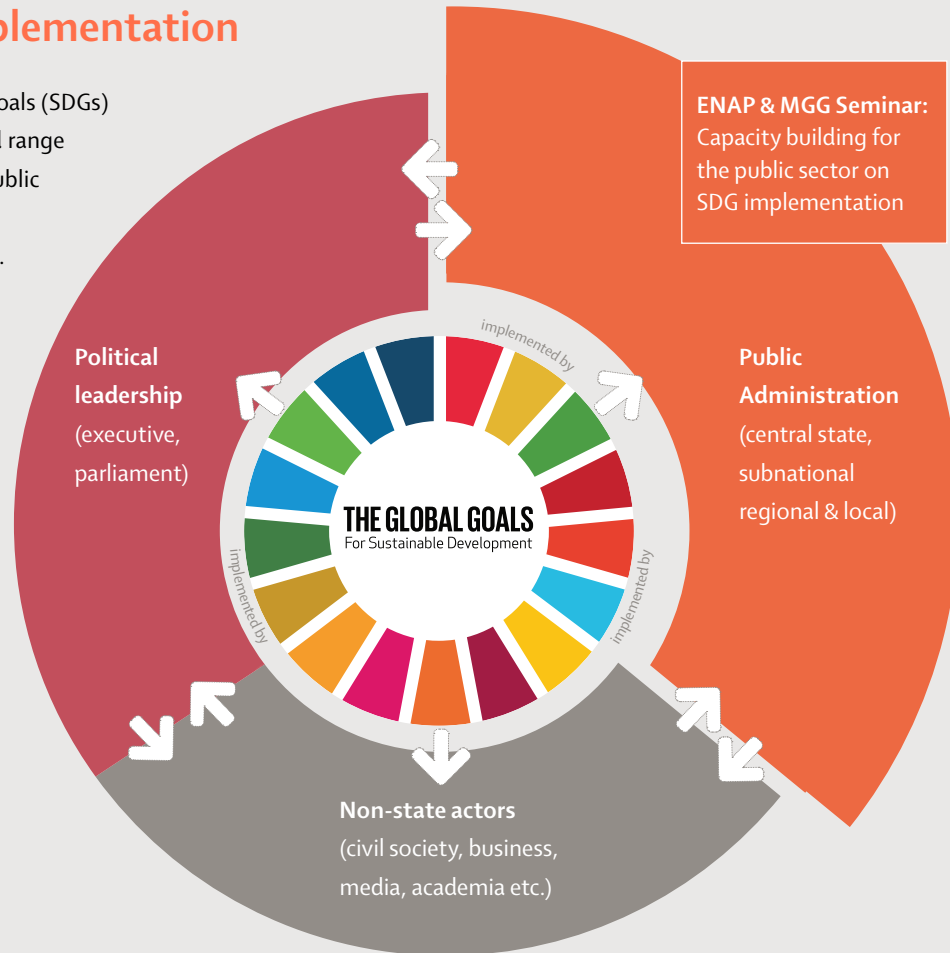 plementation
oals (SDGs)
d range
ublic
.
ENAP & MGG Seminar:
Capacity building for
the public sector on
SDG implementation
implemented by
Political
leadership
(executive,
parliament)
Public
Administration
(central state,
subnational
regional & local)
THE GLOBAL GOALS
For Sustainable Development
implemented by
implemented by
Non-state actors
(civil society, business,
media, academia etc.)